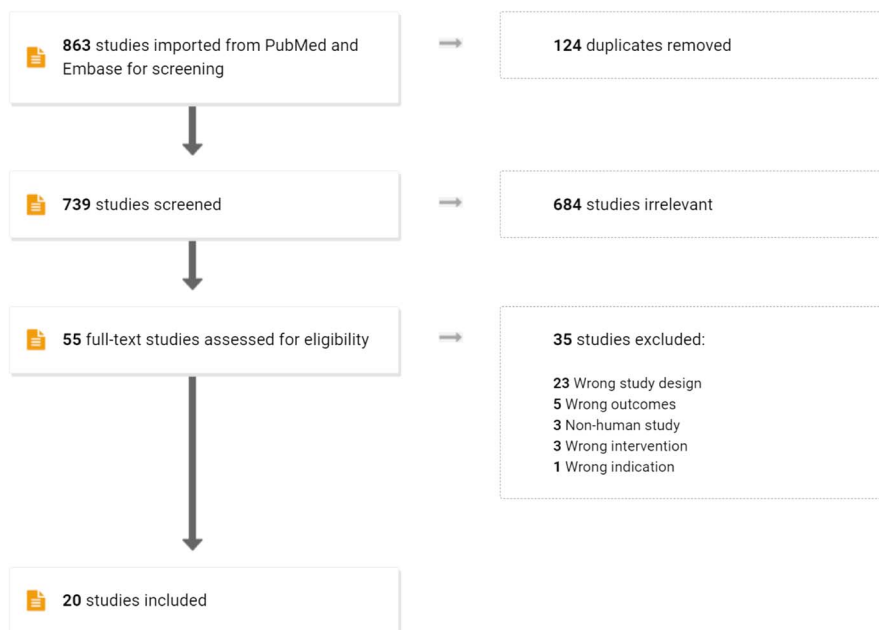 863 studies imported from PubMed and
Embase for screening
124 duplicates removed
739 studies screened
684 studies irrelevant
55 full-text studies assessed for eligibility
35 studies excluded:
23 Wrong study design
5 Wrong outcomes
3 Non-human study
3 Wrong intervention
1 Wrong indication
20 studies included